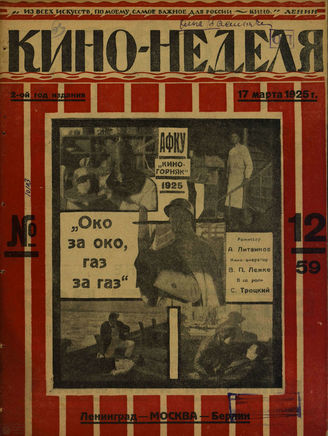 „ИЗ ВСЕХ ИСКУССТВ, ПО МОЕМУ, САМОЕ ВАЖНОЕ ДЛЯ РОССИИ — КИНО.“ ЛЕНИН
КИНО-НЕДЕЛЯ
2-ой год издания
17 марта 1925 г.
АФКУ
„КИНО-
ГОРНЯК“
1925
„Око
за око,
газ
за газ“
Режиссер
А Литвинов
Кино-оператор
В. П. Лемке
В гл роли
С. Троцкий
№
12
59
Ленинград—МОСКВА—Берлин